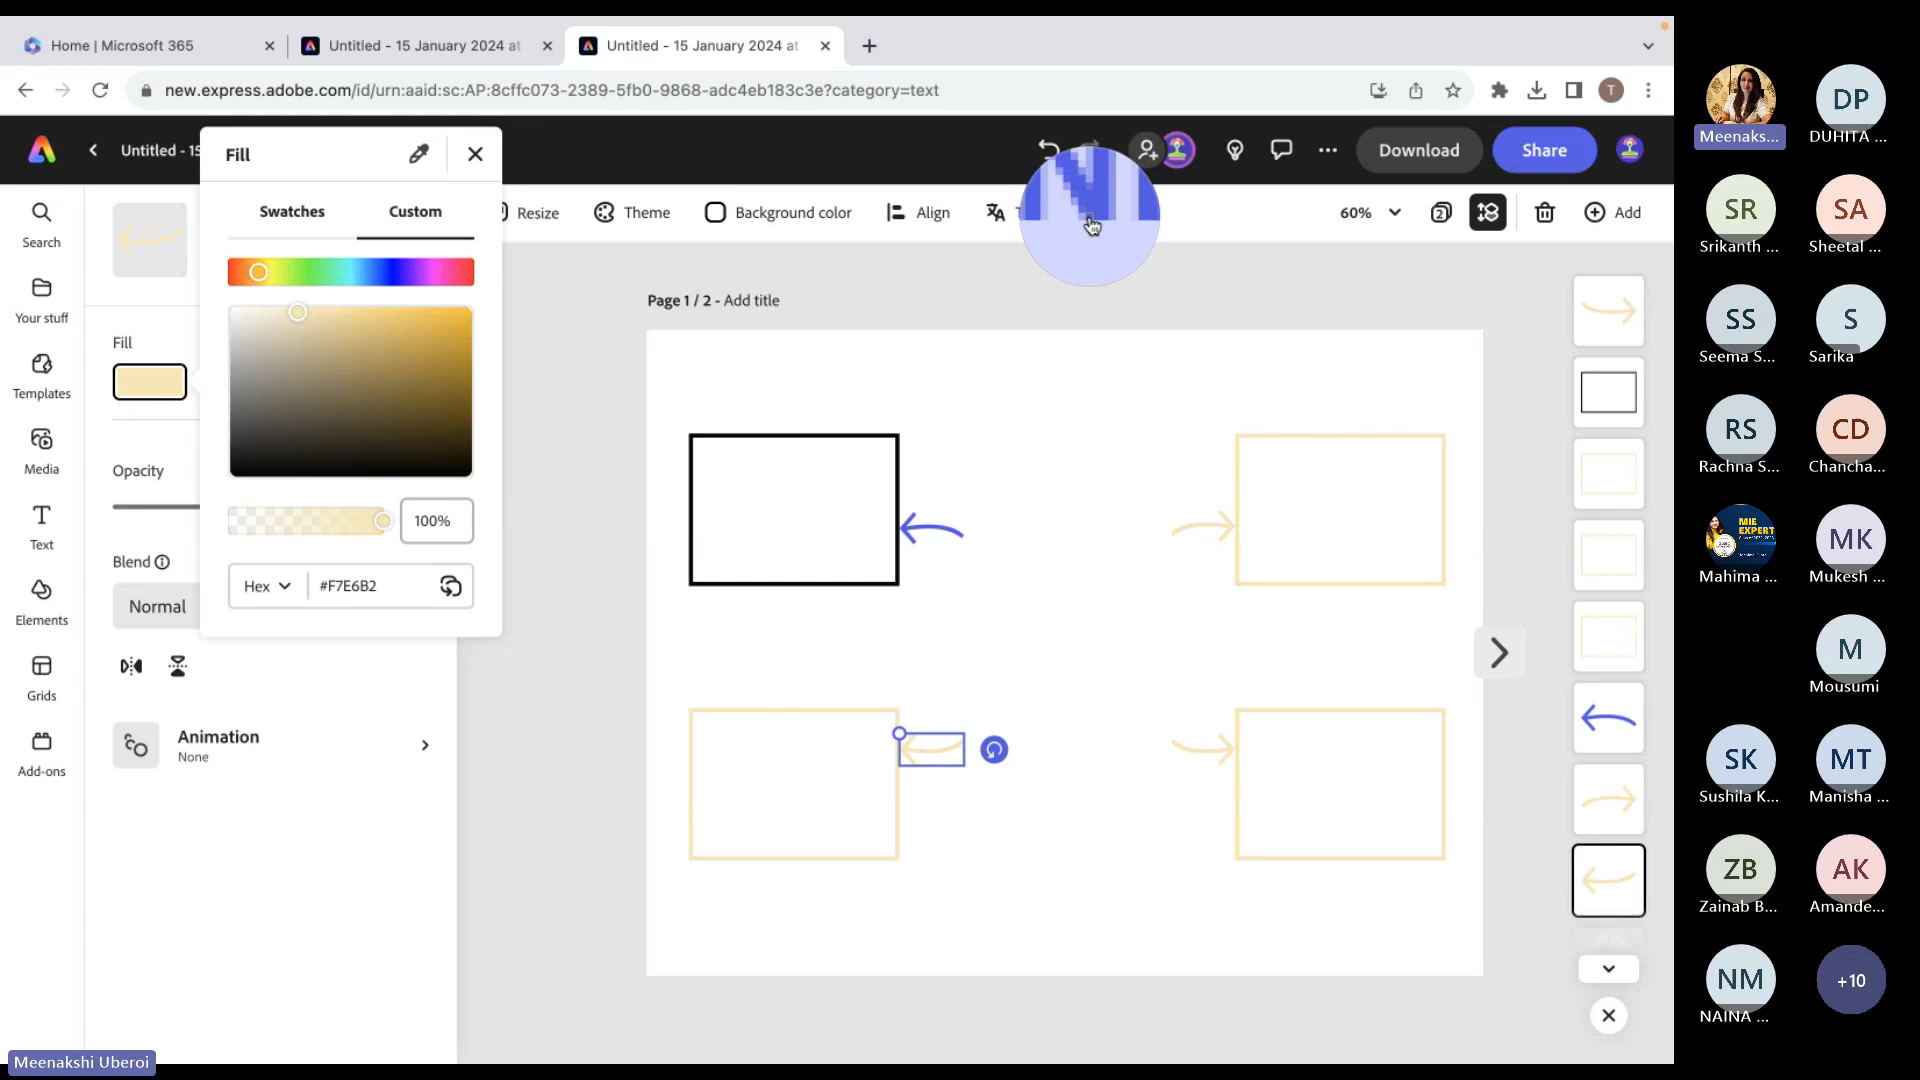 Home | Microsoft 365
Untitled - 15 January 2024 at
Untitled - 15 January 2024 at
new.express.adobe.com/id/urn:aaid:sc:AP:8cffc073-2389-5fb0-9868-adc4eb183c3e?category=text
T
Untitled - 15
Download
Share
Fill
Swatches
Custom
Resize
Theme
Background color
Align
60%
2
Add
Search
Your stuff
Templates
Media
Text
Elements
Grids
Add-ons
Fill
Opacity
Blend
Normal
100%
Hex
#F7E6B2
Animation
None
Page 1 / 2 - Add title
Meenaks...
DP
DUHITA ...
SR
Srikanth ...
SA
Sheetal ...
SS
Seema S...
S
Sarika
RS
Rachna S...
CD
Chancha...
MIE
EXPERT
Mahima ...
MK
Mukesh ...
M
Mousumi
SK
Sushila K...
MT
Manisha ...
ZB
Zainab B...
AK
Amande...
NM
NAINA ...
+10
Meenakshi Uberoi